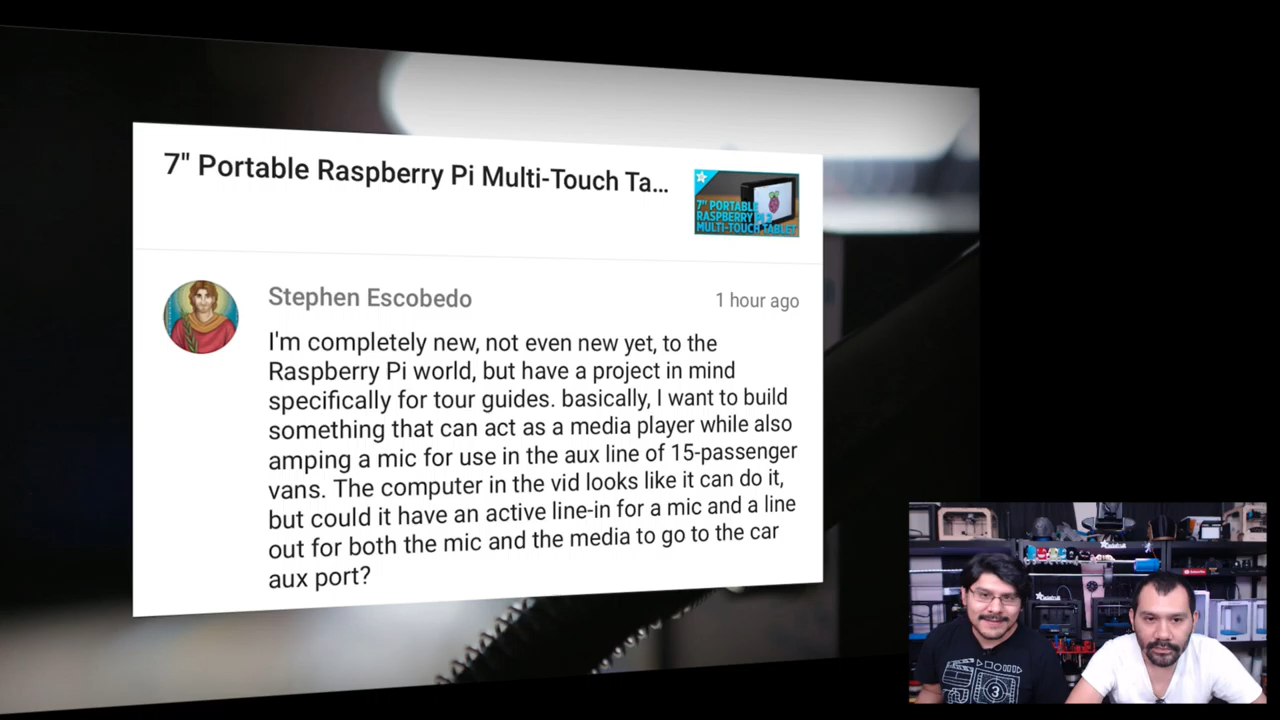 7" Portable Raspberry Pi Multi-Touch Ta...
7" PORTABLE
RASPBERRY PI 3
MULTI-TOUCH TABLET
Stephen Escobedo
1 hour ago
I'm completely new, not even new yet, to the
Raspberry Pi world, but have a project in mind
specifically for tour guides. basically, I want to build
something that can act as a media player while also
amping a mic for use in the aux line of 15-passenger
vans. The computer in the vid looks like it can do it,
but could it have an active line-in for a mic and a line
out for both the mic and the media to go to the car
aux port?
3